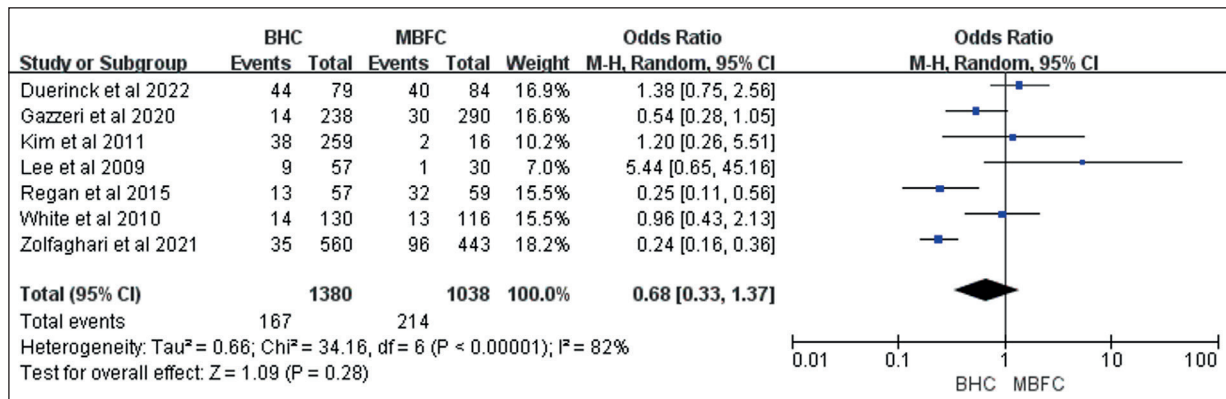 BHC MBFC Odds Ratio Odds Ratio
Study or Subgroup Events Total Events Total Weight M-H, Random, 95% CI M-H, Random, 95% CI
Duerinck et al 2022 44 79 40 84 16.9% 1.38 [0.75, 2.56]
Gazzeri et al 2020 14 238 30 290 16.6% 0.54 [0.28, 1.05]
Kim et al 2011 38 259 2 16 10.2% 1.20 [0.26, 5.51]
Lee et al 2009 9 57 1 30 7.0% 5.44 [0.65, 45.16]
Regan et al 2015 13 57 32 59 15.5% 0.25 [0.11, 0.56]
White et al 2010 14 130 13 116 15.5% 0.96 [0.43, 2.13]
Zolfaghari et al 2021 35 560 96 443 18.2% 0.24 [0.16, 0.36]
Total (95% CI) 1380 1038 100.0% 0.68 [0.33, 1.37]
Total events 167 214
Heterogeneity: Tau² = 0.66; Chi² = 34.16, df = 6 (P < 0.00001); I² = 82%
Test for overall effect: Z = 1.09 (P = 0.28)
0.01 0.1 1 10 100
BHC MBFC